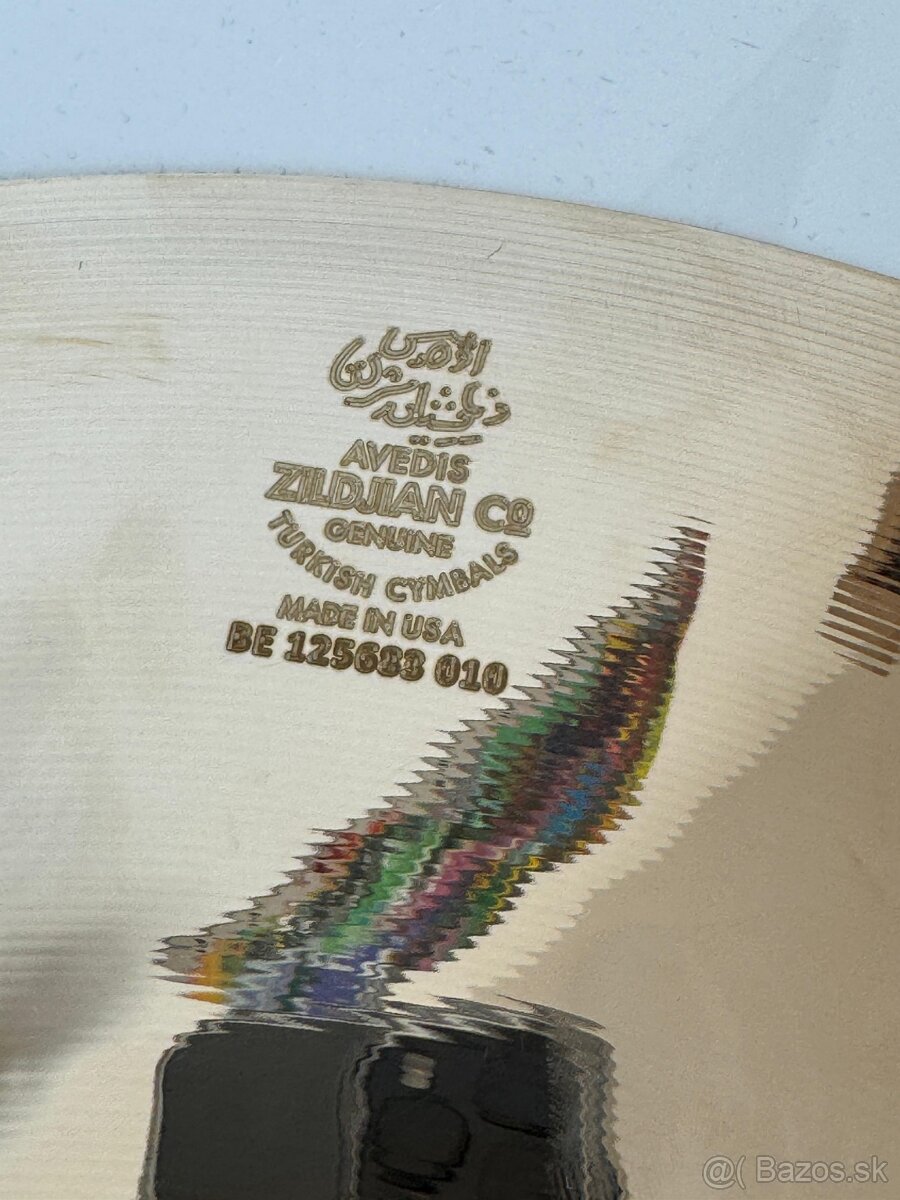 AVEDIS
ZILDJIAN Cº
GENUINE
TURKISH CYMBALS
MADE IN USA
BE 125683 010
@( Bazos.sk